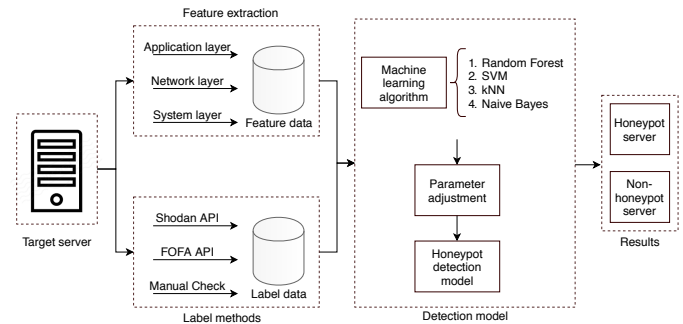 Feature extraction
Application layer
Network layer
System layer
Feature data
Target server
Shodan API
FOFA API
Manual Check
Label data
Label methods
Machine
learning
algorithm
1. Random Forest
2. SVM
3. kNN
4. Naive Bayes
Parameter
adjustment
Honeypot
detection
model
Detection model
Honeypot
server
Non-
honeypot
server
Results